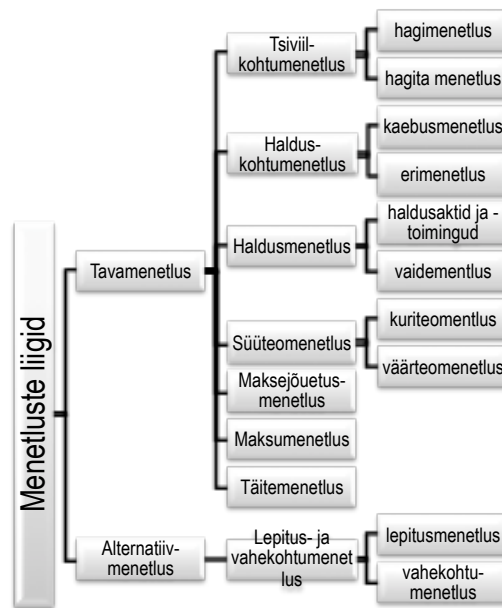 Menetluste liigid
Tavamenetlus
Tsiviil-
kohtumenetlus
hagimenetlus
hagita menetlus
Haldus-
kohtumenetlus
kaebusmenetlus
erimenetlus
Haldusmenetlus
haldusaktid ja -
toimingud
vaidementlus
Süüteomenetlus
kuriteomentlus
väärteomenetlus
Maksejõuetus-
menetlus
Maksumenetlus
Täitemenetlus
Alternatiiv-
menetlus
Lepitus- ja
vahekohtumenet
lus
lepitusmenetlus
vahekohtu-
menetlus